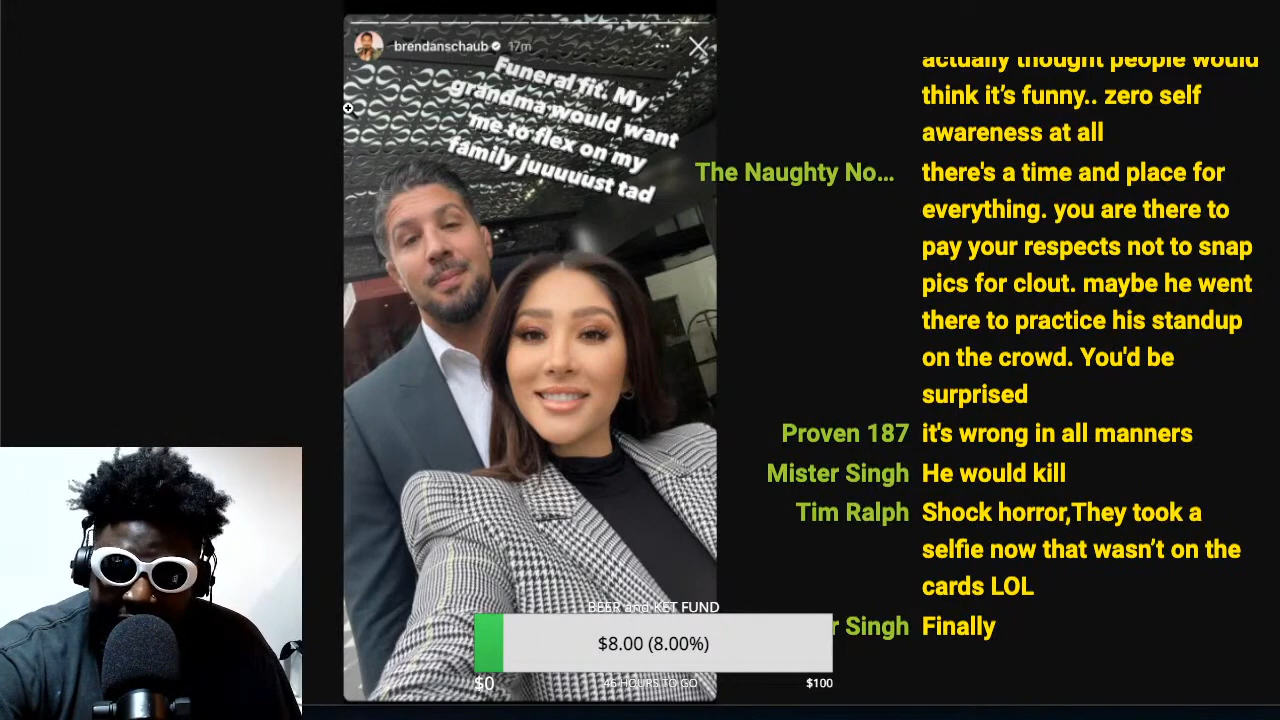 brendanschaub 17m
Funeral fit. My
grandma would want
me to flex on my
family juuuuust tad
actually thought people would
think it’s funny.. zero self
awareness at all
The Naughty No... there's a time and place for
everything. you are there to
pay your respects not to snap
pics for clout. maybe he went
there to practice his standup
on the crowd. You'd be
surprised
Proven 187 it's wrong in all manners
Mister Singh He would kill
Tim Ralph Shock horror,They took a
selfie now that wasn’t on the
cards LOL
r Singh Finally
BEER and KET FUND
$8.00 (8.00%)
$0 46 HOURS TO GO $100